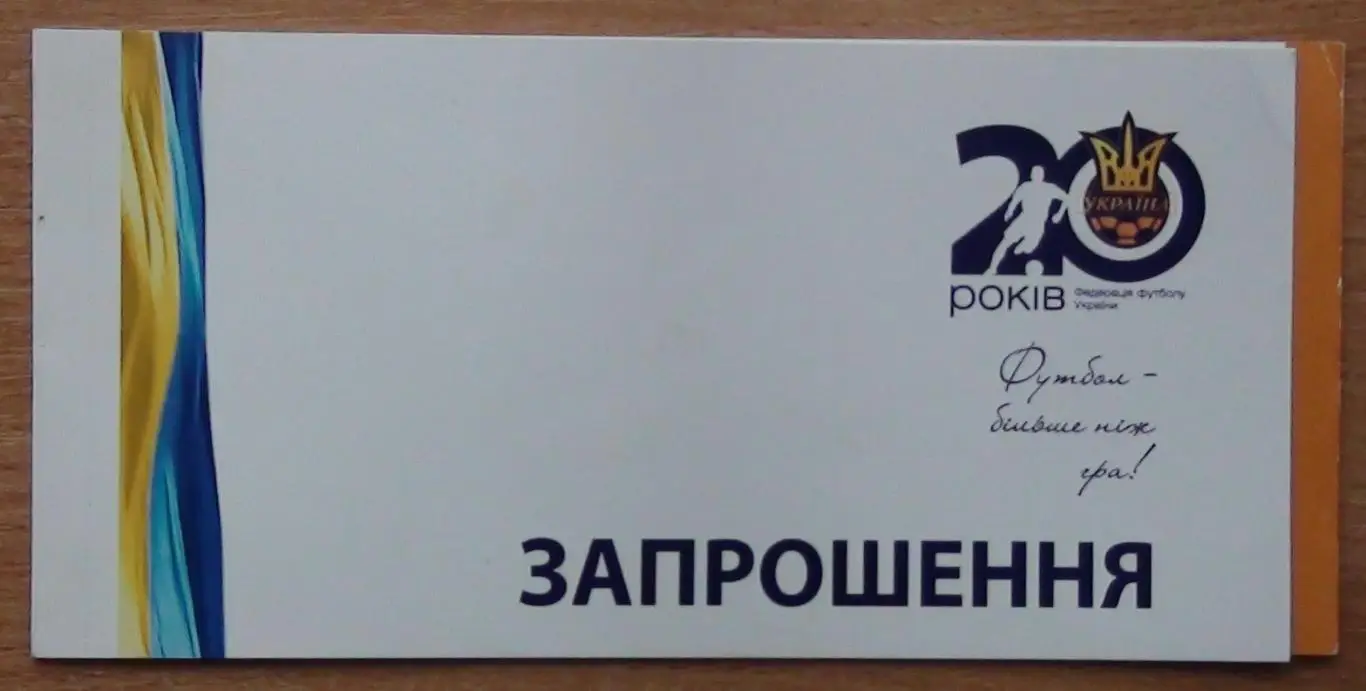 20
УКРАЇНА
років
Федерація футболу
України
Футбол -
більше ніж
гра!
ЗАПРОШЕННЯ